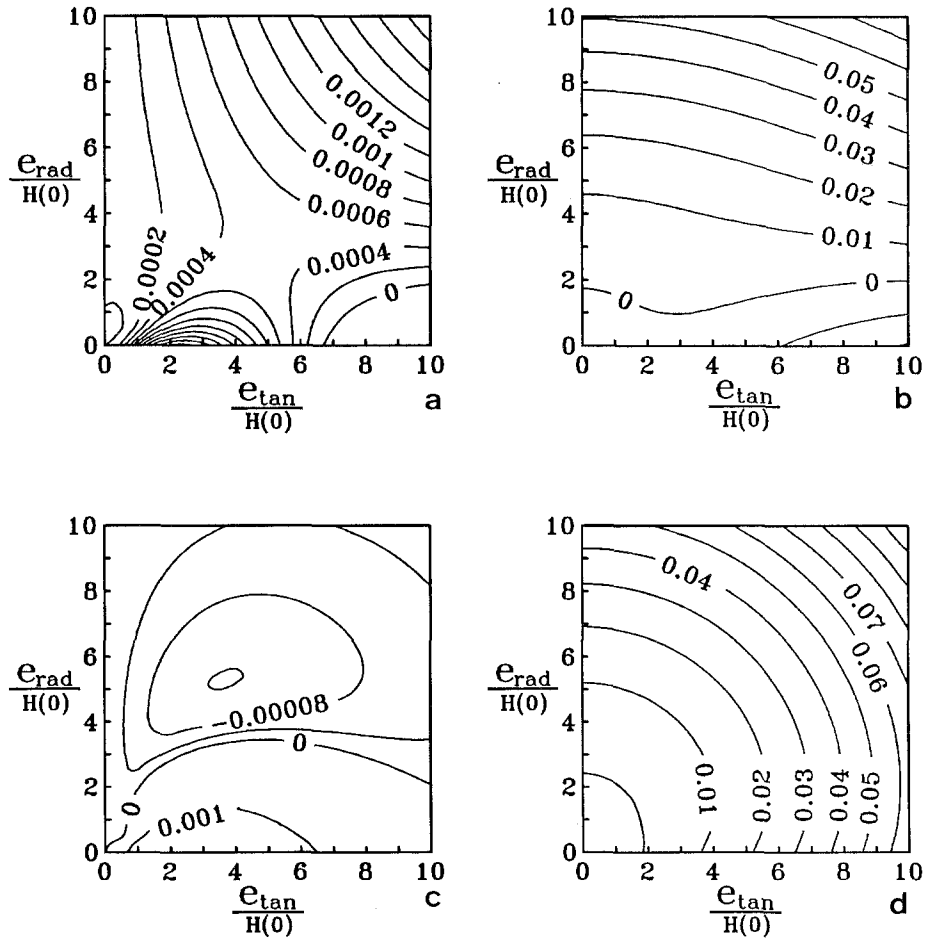 10
8
6
4
2
0
e_rad
H(0)
0.0012
0.001
0.0008
0.0006
0.0004
0
0.0002
0.0004
0 2 4 6 8 10
e_tan
H(0)
a
10
8
6
4
2
0
e_rad
H(0)
0.05
0.04
0.03
0.02
0.01
0
0
0 2 4 6 8 10
e_tan
H(0)
b
10
8
6
4
2
0
e_rad
H(0)
−0.00008
0
0
0.001
0 2 4 6 8 10
e_tan
H(0)
c
10
8
6
4
2
0
e_rad
H(0)
0.04
0.07
0.06
0.01
0.02
0.03
0.04
0.05
0 2 4 6 8 10
e_tan
H(0)
d